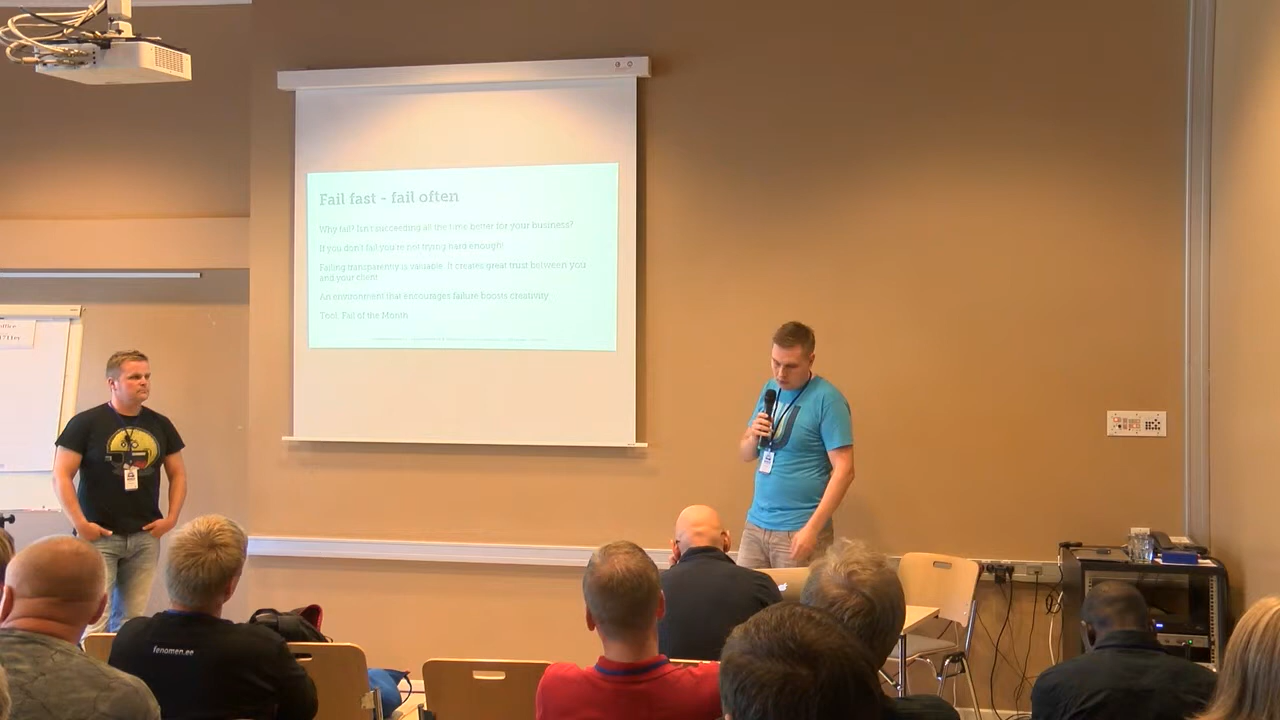 Fail fast - fail often
Why fail? Isn't succeeding all the time better for your business?
If you don't fail you're not trying hard enough!
Failing transparently is valuable. It creates great trust between you
and your client
An environment that encourages failure boosts creativity
Tool: Fail of the Month
office
fenomen.ee